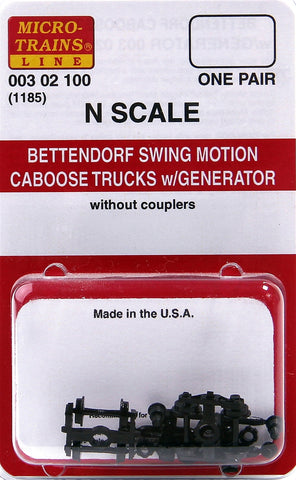 MICRO-
TRAINS®
LINE
003 02 100
(1185)
ONE PAIR
N SCALE
BETTENDORF SWING MOTION
CABOOSE TRUCKS w/GENERATOR
without couplers
Made in the U.S.A.
for